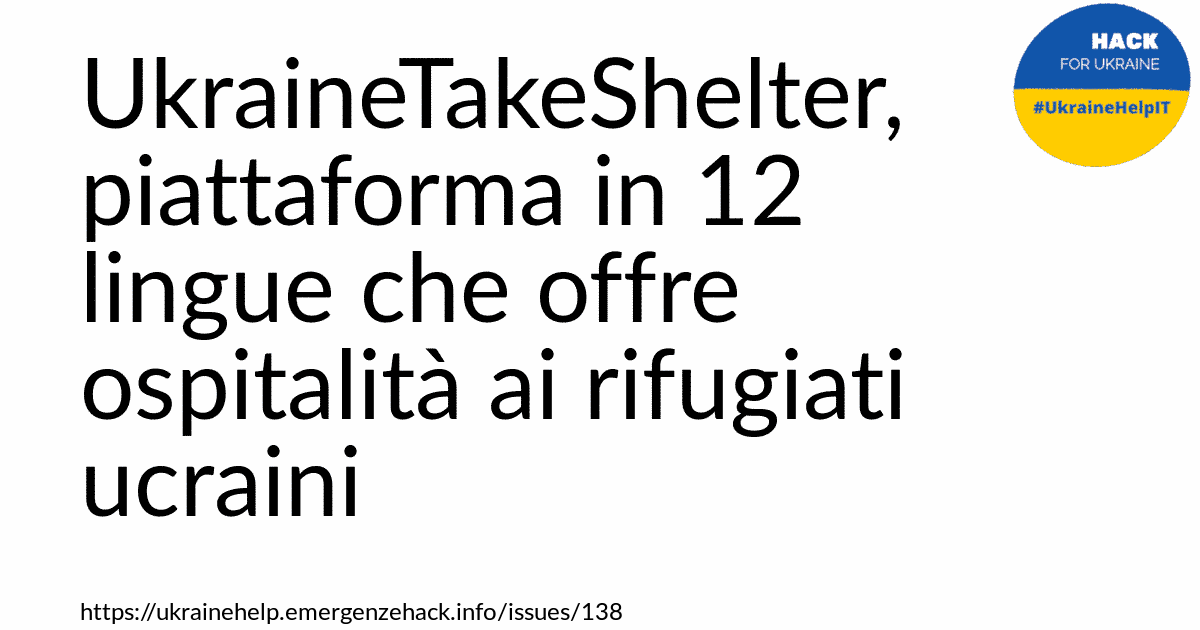 HACK
FOR UKRAINE
#UkraineHelpIT
UkraineTakeShelter,
piattaforma in 12
lingue che offre
ospitalità ai rifugiati
ucraini
https://ukrainehelp.emergenzehack.info/issues/138